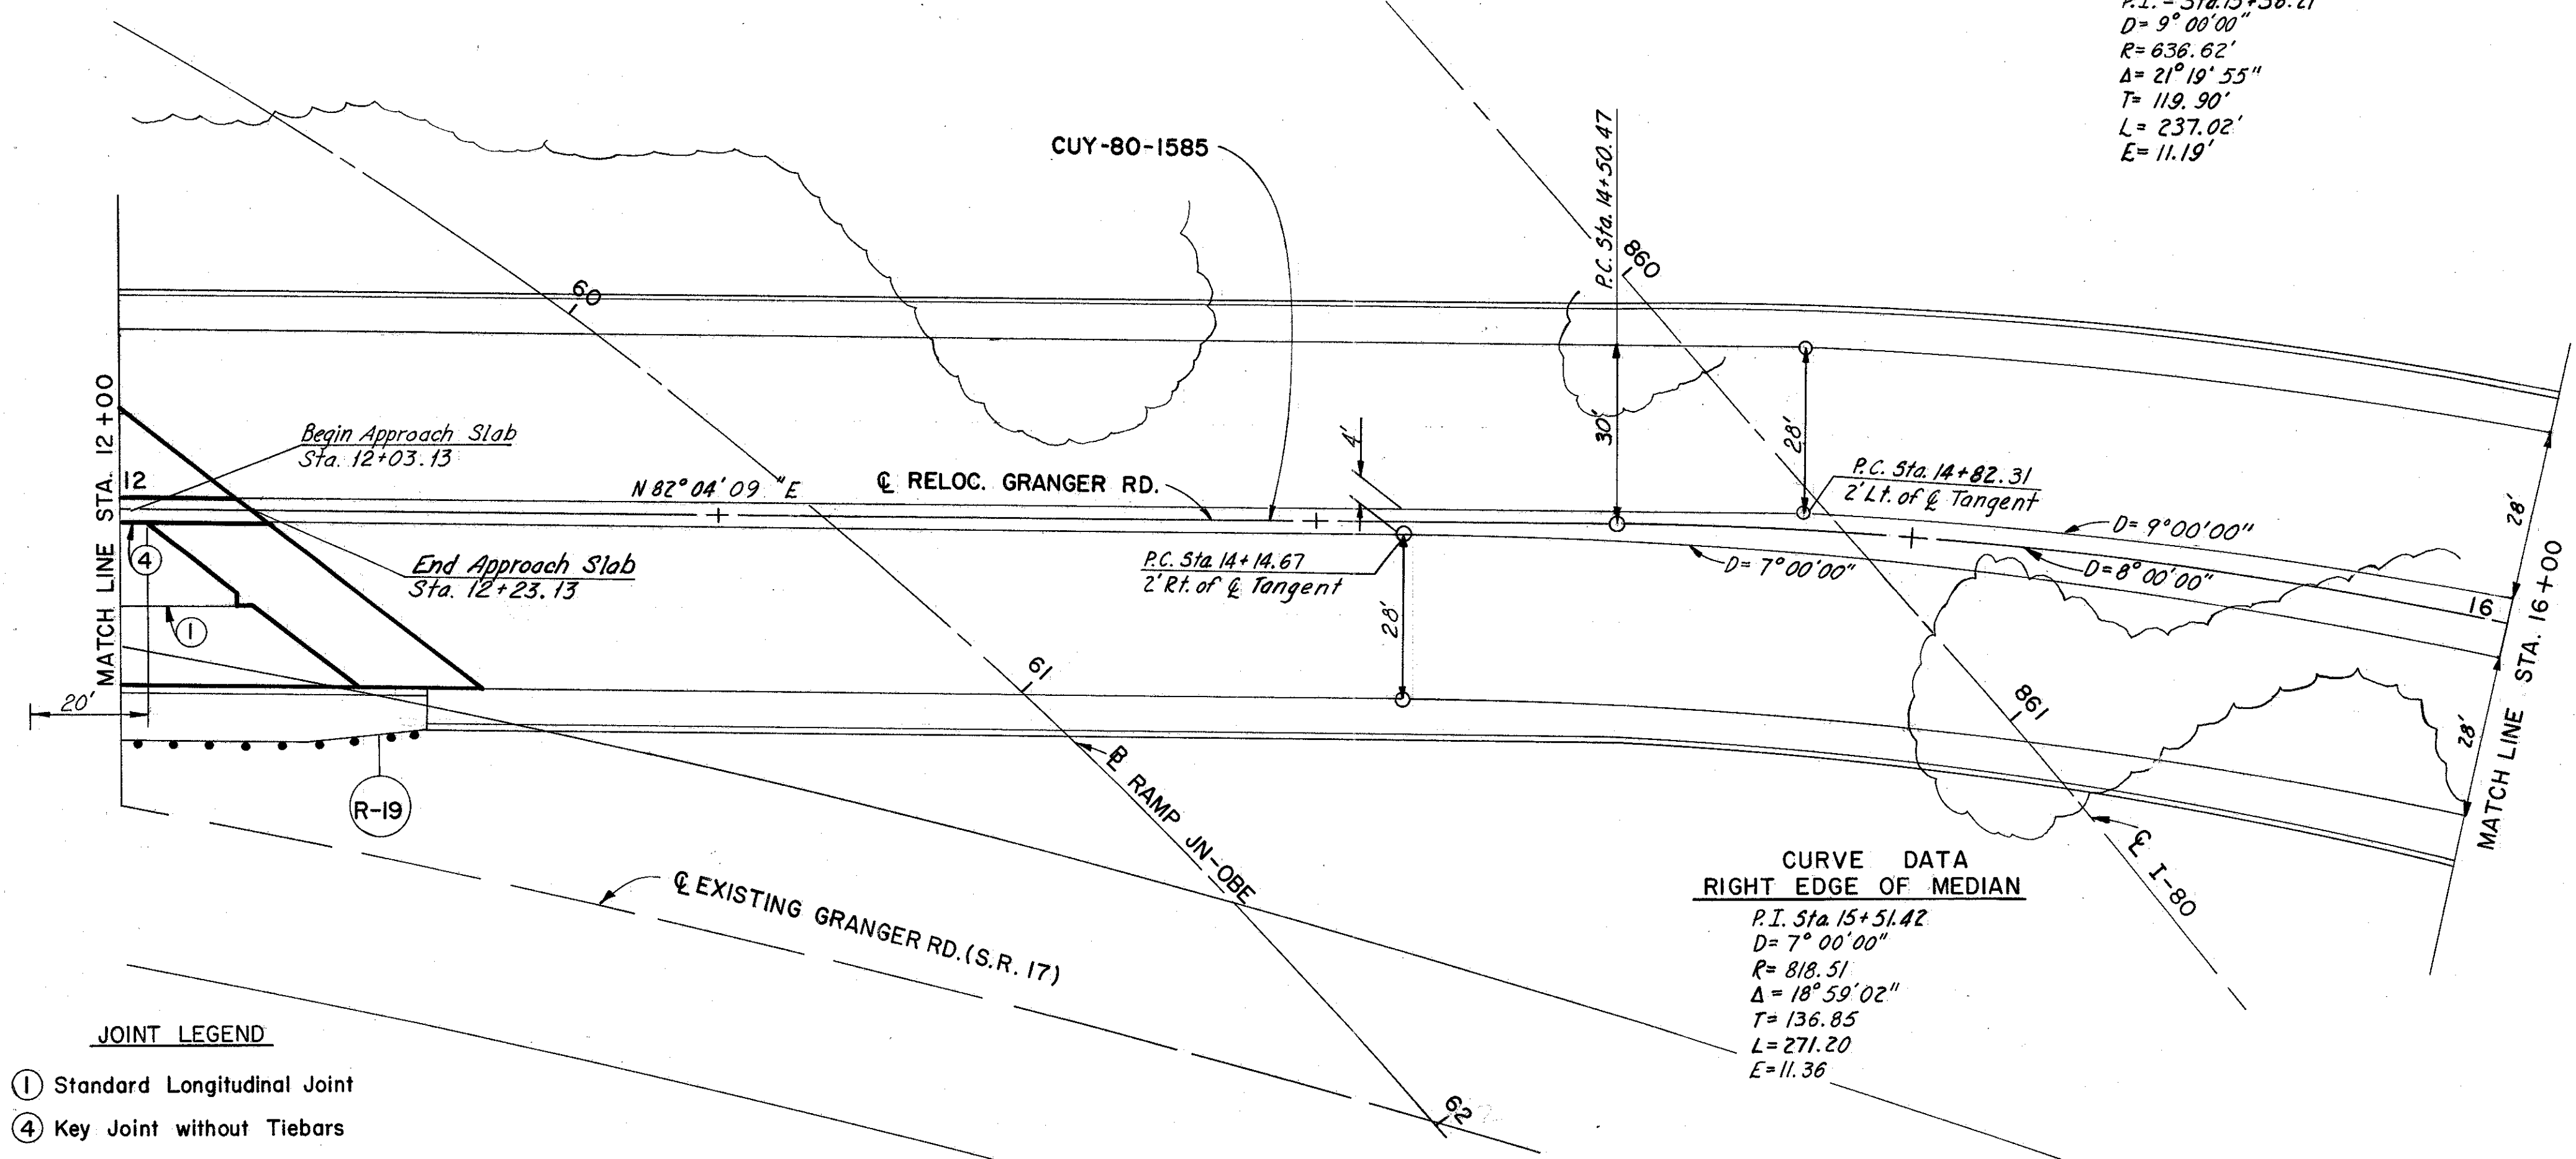 P.I. = Sta. 15+38.21
D= 9° 00'00"
R= 636.62'
Δ= 21° 19' 55"
T= 119.90'
L= 237.02'
E= 11.19'
CUY-80-1585
P.C. Sta. 14+50.47
860
60
MATCH LINE STA. 12+00
Begin Approach Slab
Sta. 12+03.13
12
N 82° 04' 09 "E
℄ RELOC. GRANGER RD.
4'
30'
28'
P.C. Sta. 14+82.31
2' Lt. of ℄ Tangent
28'
D= 9°00'00"
4
End Approach Slab
Sta. 12+23.13
P.C. Sta 14+14.67
2' Rt. of ℄ Tangent
D= 7°00'00"
D= 8°00'00"
16
MATCH LINE STA. 16+00
1
28'
61
20'
861
28'
℄ RAMP JN-OBE
R-19
℄ I-80
℄ EXISTING GRANGER RD. (S.R. 17)
CURVE DATA
RIGHT EDGE OF MEDIAN
P.I. Sta. 15+51.42
D= 7° 00'00"
R= 818.51
Δ = 18° 59' 02"
T= 136.85
L= 271.20
E= 11.36
62
JOINT LEGEND
1 Standard Longitudinal Joint
4 Key Joint without Tiebars